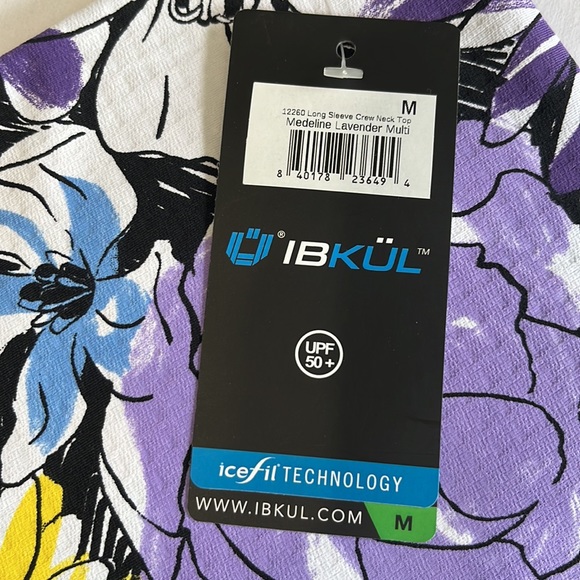 M
12260 Long Sleeve Crew Neck Top
Medeline Lavender Multi
8 40178 23649 4
® IBKÜL™
UPF
50+
icefil® TECHNOLOGY
WWW.IBKUL.COM M